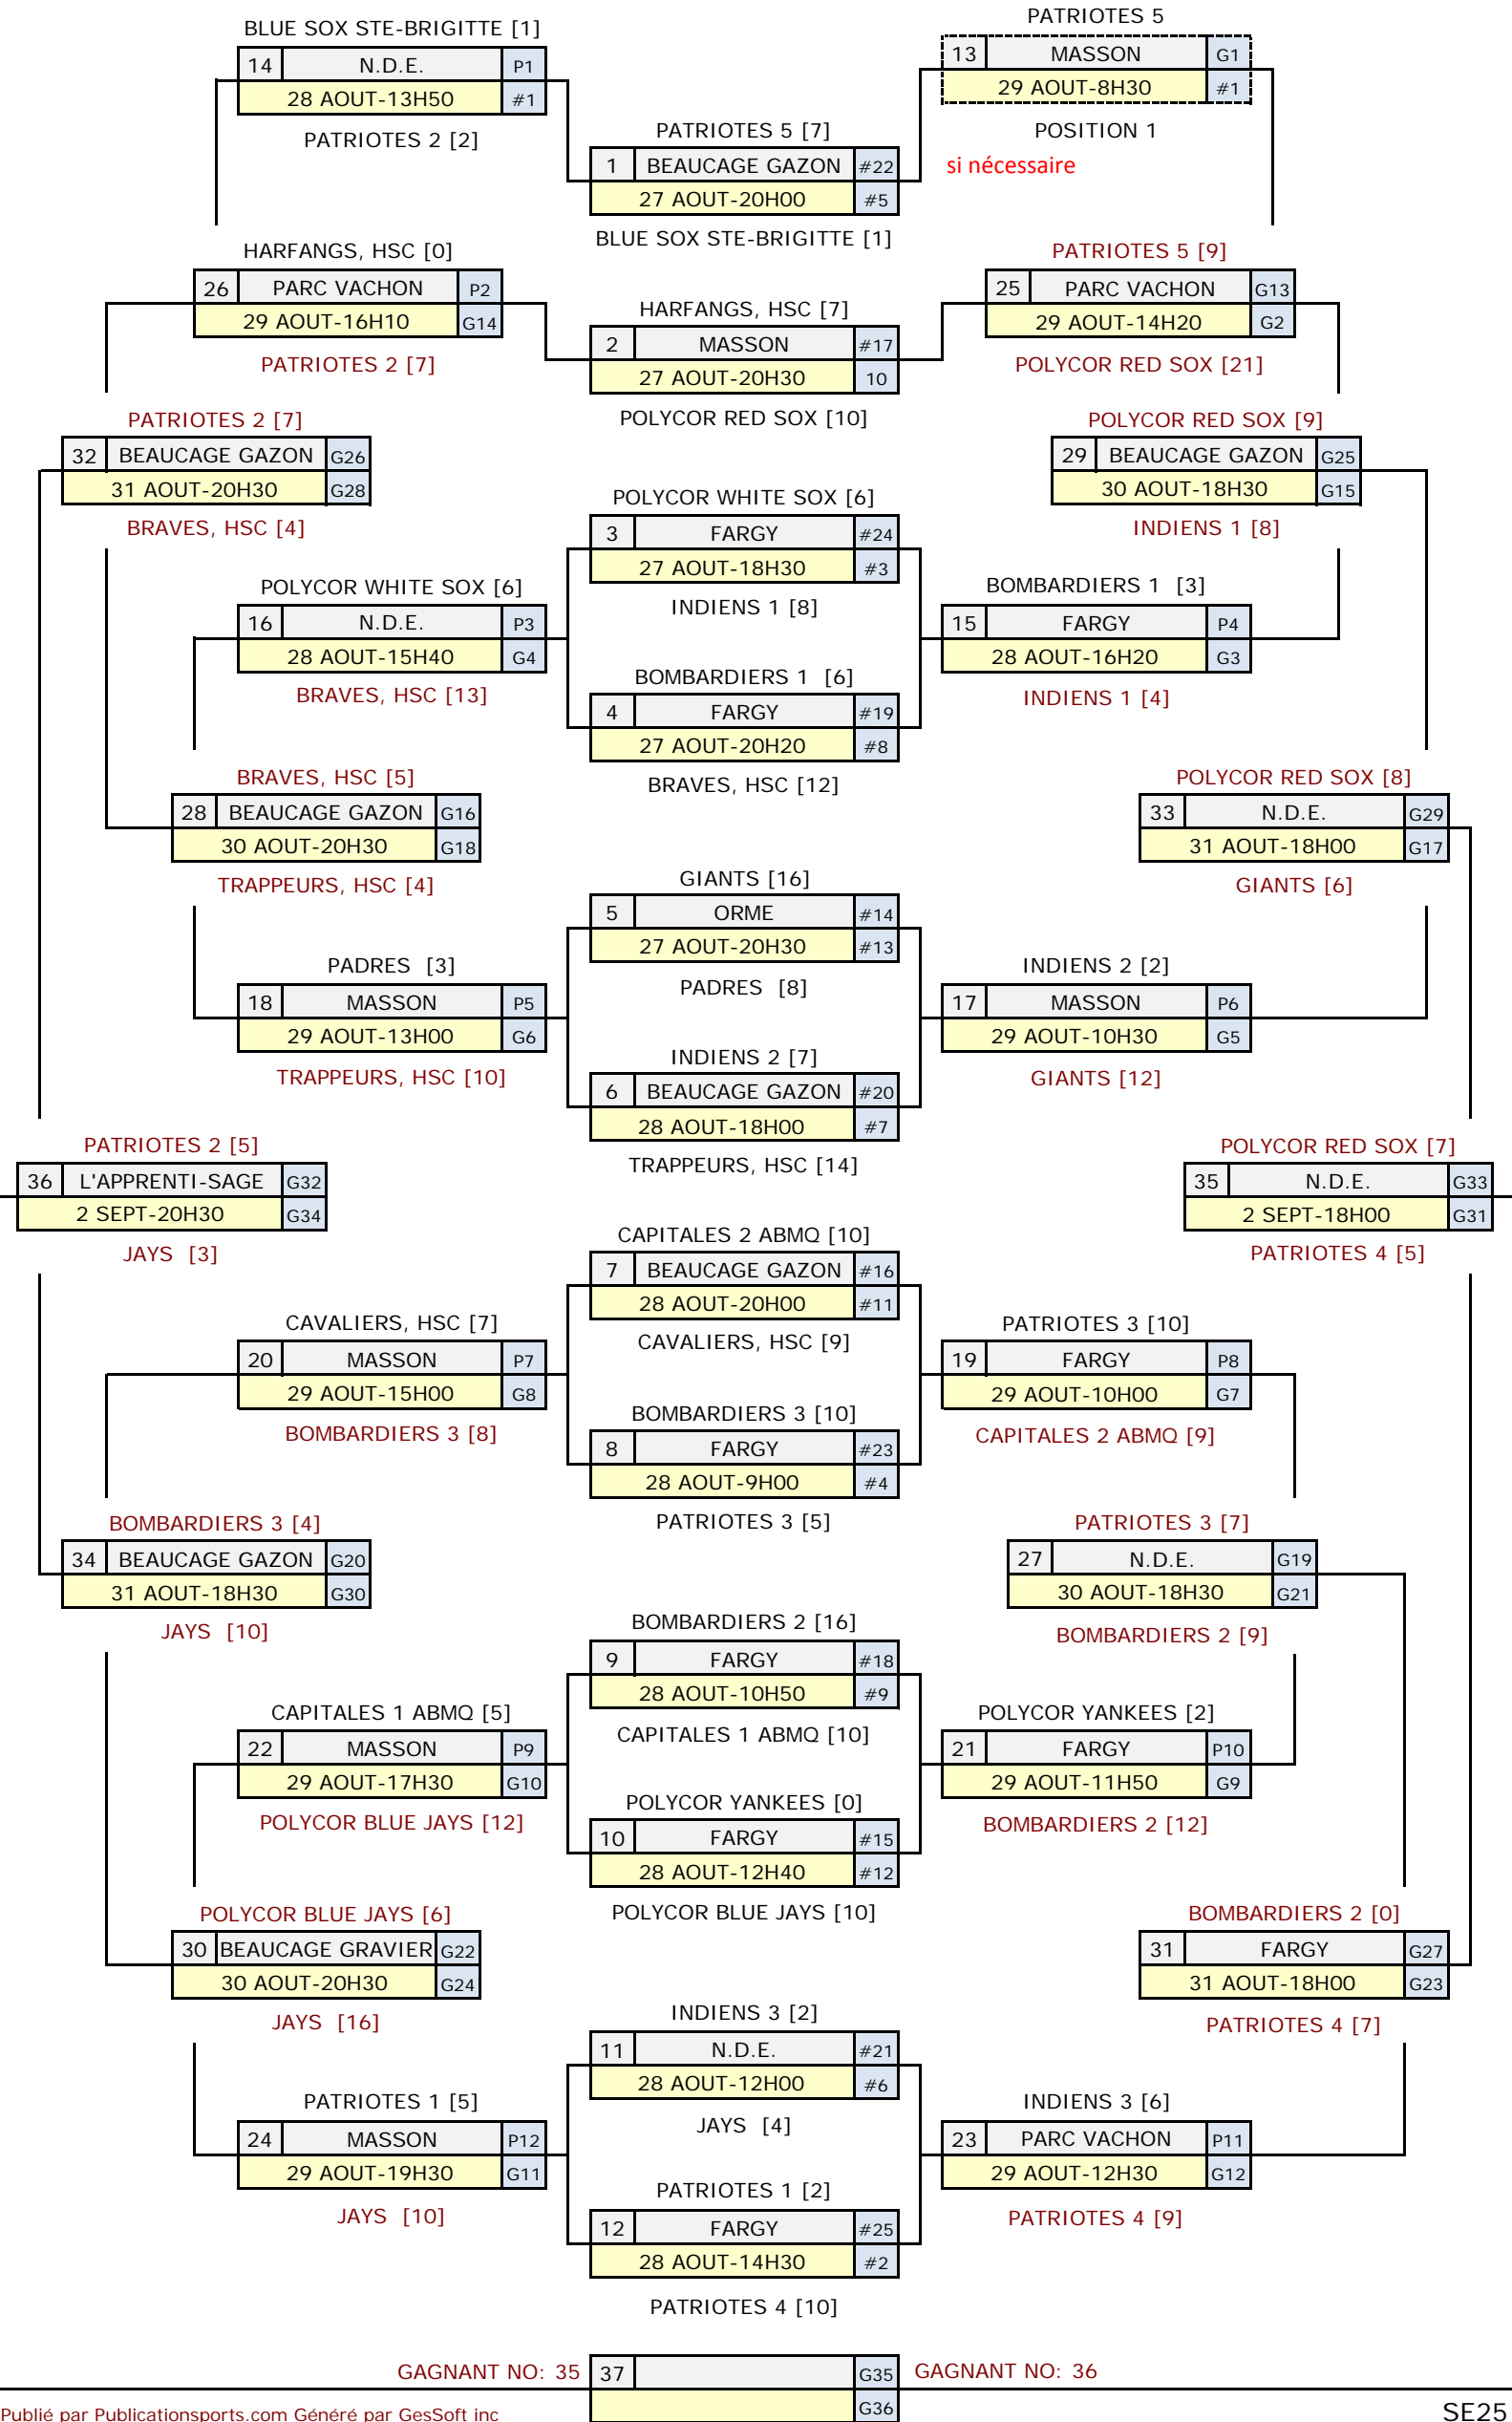 PATRIOTES 5
BLUE SOX STE-BRIGITTE [1]
13 MASSON G1
29 AOUT-8H30 #1
14 N.D.E. P1
28 AOUT-13H50 #1
POSITION 1
PATRIOTES 2 [2]
PATRIOTES 5 [7]
1 BEAUCAGE GAZON #22
27 AOUT-20H00 #5
si nécessaire
BLUE SOX STE-BRIGITTE [1]
HARFANGS, HSC [0]
26 PARC VACHON P2
29 AOUT-16H10 G14
PATRIOTES 2 [7]
PATRIOTES 5 [9]
25 PARC VACHON G13
29 AOUT-14H20 G2
POLYCOR RED SOX [21]
HARFANGS, HSC [7]
2 MASSON #17
27 AOUT-20H30 10
POLYCOR RED SOX [10]
PATRIOTES 2 [7]
32 BEAUCAGE GAZON G26
31 AOUT-20H30 G28
BRAVES, HSC [4]
POLYCOR RED SOX [9]
29 BEAUCAGE GAZON G25
30 AOUT-18H30 G15
INDIENS 1 [8]
POLYCOR WHITE SOX [6]
3 FARGY #24
27 AOUT-18H30 #3
INDIENS 1 [8]
POLYCOR WHITE SOX [6]
16 N.D.E. P3
28 AOUT-15H40 G4
BRAVES, HSC [13]
BOMBARDIERS 1 [3]
15 FARGY P4
28 AOUT-16H20 G3
INDIENS 1 [4]
BOMBARDIERS 1 [6]
4 FARGY #19
27 AOUT-20H20 #8
BRAVES, HSC [12]
BRAVES, HSC [5]
28 BEAUCAGE GAZON G16
30 AOUT-20H30 G18
TRAPPEURS, HSC [4]
POLYCOR RED SOX [8]
33 N.D.E. G29
31 AOUT-18H00 G17
GIANTS [6]
GIANTS [16]
5 ORME #14
27 AOUT-20H30 #13
PADRES [8]
PADRES [3]
18 MASSON P5
29 AOUT-13H00 G6
TRAPPEURS, HSC [10]
INDIENS 2 [2]
17 MASSON P6
29 AOUT-10H30 G5
GIANTS [12]
INDIENS 2 [7]
6 BEAUCAGE GAZON #20
28 AOUT-18H00 #7
TRAPPEURS, HSC [14]
PATRIOTES 2 [5]
36 L'APPRENTI-SAGE G32
2 SEPT-20H30 G34
JAYS [3]
POLYCOR RED SOX [7]
35 N.D.E. G33
2 SEPT-18H00 G31
PATRIOTES 4 [5]
CAPITALES 2 ABMQ [10]
7 BEAUCAGE GAZON #16
28 AOUT-20H00 #11
CAVALIERS, HSC [9]
CAVALIERS, HSC [7]
20 MASSON P7
29 AOUT-15H00 G8
BOMBARDIERS 3 [8]
PATRIOTES 3 [10]
19 FARGY P8
29 AOUT-10H00 G7
CAPITALES 2 ABMQ [9]
BOMBARDIERS 3 [10]
8 FARGY #23
28 AOUT-9H00 #4
PATRIOTES 3 [5]
BOMBARDIERS 3 [4]
34 BEAUCAGE GAZON G20
31 AOUT-18H30 G30
JAYS [10]
PATRIOTES 3 [7]
27 N.D.E. G19
30 AOUT-18H30 G21
BOMBARDIERS 2 [9]
BOMBARDIERS 2 [16]
9 FARGY #18
28 AOUT-10H50 #9
CAPITALES 1 ABMQ [10]
CAPITALES 1 ABMQ [5]
22 MASSON P9
29 AOUT-17H30 G10
POLYCOR BLUE JAYS [12]
POLYCOR YANKEES [2]
21 FARGY P10
29 AOUT-11H50 G9
BOMBARDIERS 2 [12]
POLYCOR YANKEES [0]
10 FARGY #15
28 AOUT-12H40 #12
POLYCOR BLUE JAYS [10]
POLYCOR BLUE JAYS [6]
30 BEAUCAGE GRAVIER G22
30 AOUT-20H30 G24
JAYS [16]
BOMBARDIERS 2 [0]
31 FARGY G27
31 AOUT-18H00 G23
PATRIOTES 4 [7]
INDIENS 3 [2]
11 N.D.E. #21
28 AOUT-12H00 #6
JAYS [4]
PATRIOTES 1 [5]
24 MASSON P12
29 AOUT-19H30 G11
JAYS [10]
INDIENS 3 [6]
23 PARC VACHON P11
29 AOUT-12H30 G12
PATRIOTES 4 [9]
PATRIOTES 1 [2]
12 FARGY #25
28 AOUT-14H30 #2
PATRIOTES 4 [10]
GAGNANT NO: 35 37 G35 GAGNANT NO: 36
G36
Publié par Publicationsports.com Généré par GesSoft inc
SE25